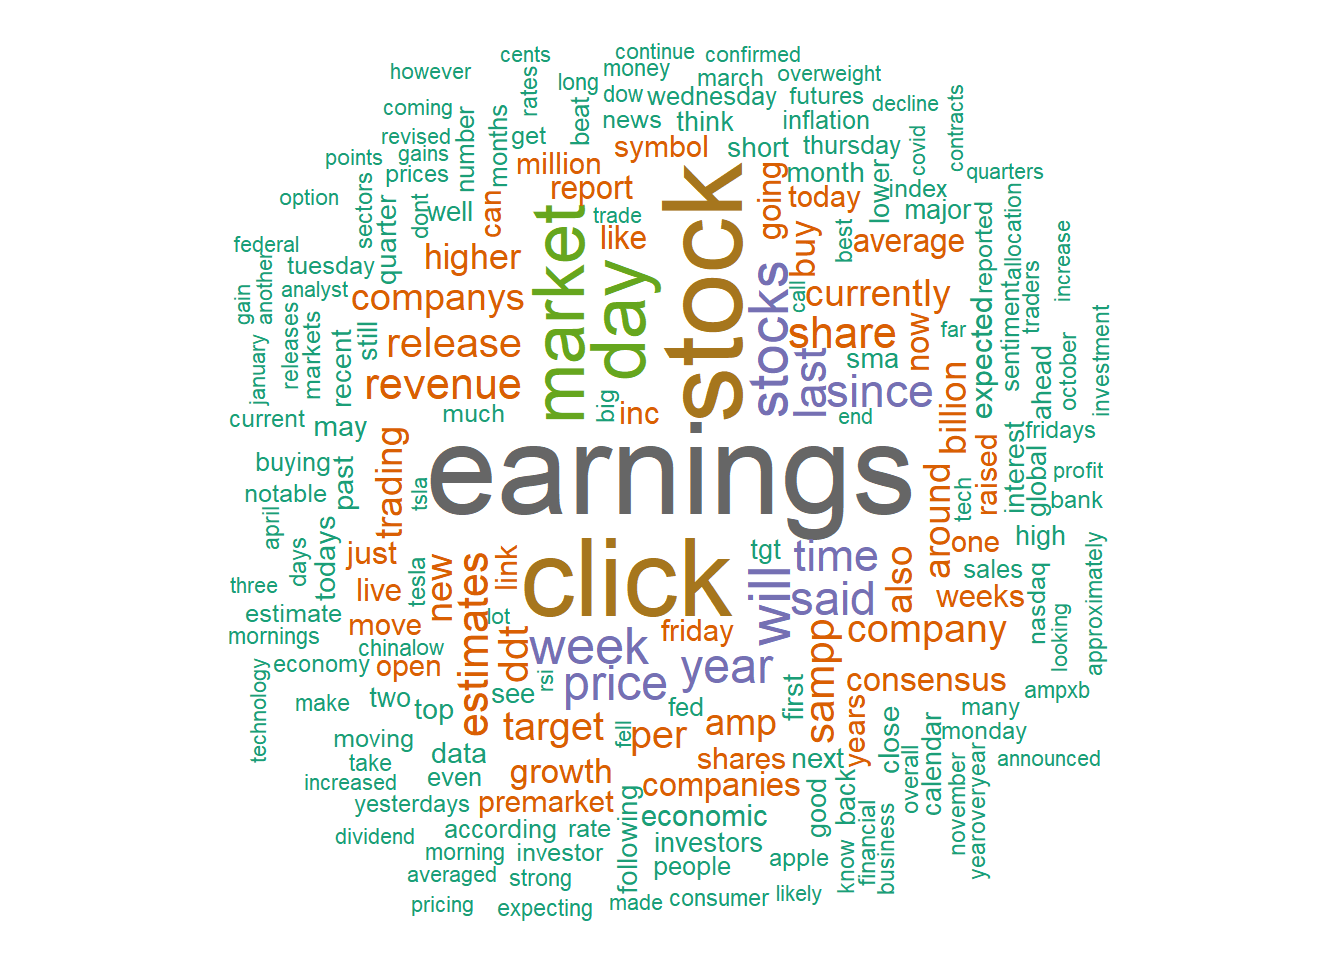 cents
continue
confirmed
however
money
march
overweight
rates
long
coming
dow
wednesday
futures
decline
contracts
revised
number
months
get
beat
news
think
inflation
covid
points
gains
prices
million
symbol
short
thursday
quarters
option
sectors
quarter
dont
well
can
report
trade
like
stock
going
month
today
lower
index
major
federal
tuesday
higher
market
day
buy
best
average
reported
sentiment
allocation
increase
gain
another
analyst
companys
stocks
call
currently
traders
january
releases
markets
recent
still
release
share
now
far
expected
ahead
october
investment
revenue
last
sma
since
current
may
much
big
inc
end
billion
fridays
buying
past
trading
tsla
earnings
around
tech
raised
interest
global
profit
bank
notable
april
days
todays
just
new
link
click
tgt
time
also
one
high
three
live
tesla
estimates
will
said
sales
weeks
nasdaq
looking
approximately
estimate
mornings
move
chinalow
ddt
week
friday
sampp
company
technology
economy
open
rsi
price
year
first
consensus
ampxb
make
two
top
see
fed
years
many
moving
data
target
fell
per
amp
close
calendar
monday
take
shares
next
overall
november
yearoveryear
announced
increased
even
growth
companies
good
back
yesterdays
premarket
following
economic
financial
business
dividend
according
rate
investors
know
morning
investor
people
apple
averaged
strong
pricing
expecting
made
consumer
likely